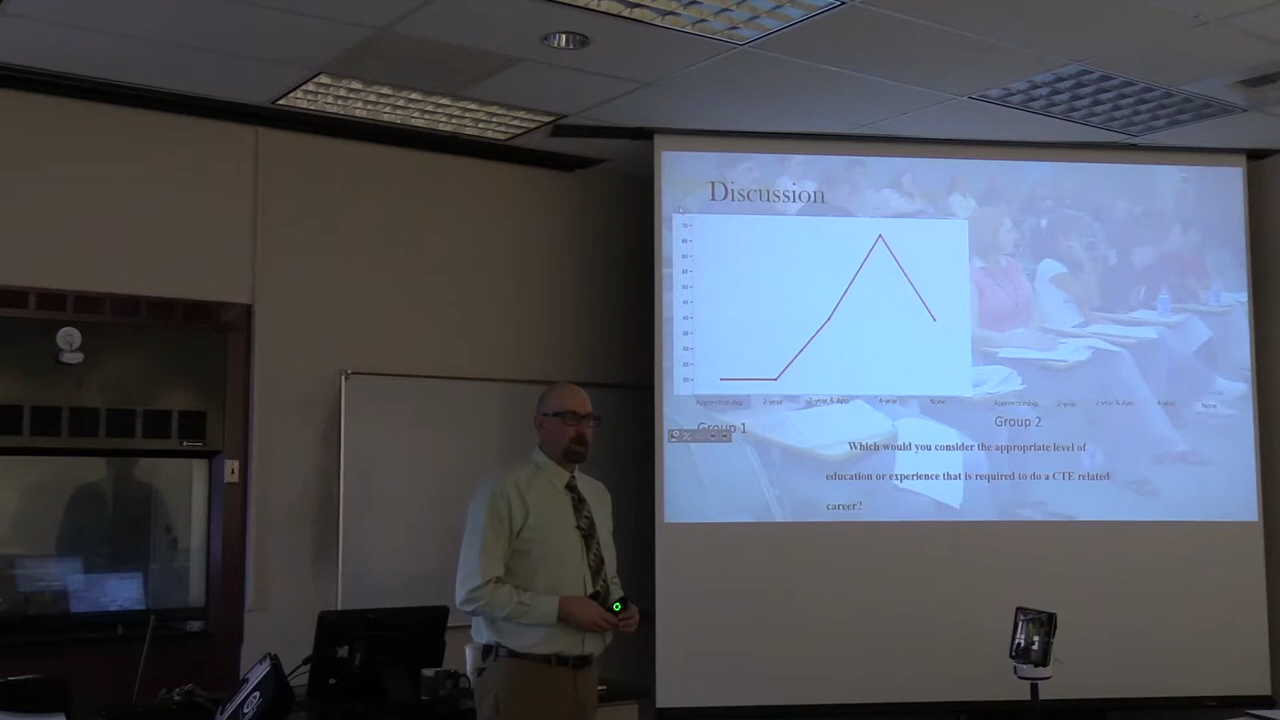 Discussion
Apprenticeship 2-year 2-year & App. 4-year None
Apprenticeship 2-year 2-year & App. 4-year None
Group 1
Group 2
Which would you consider the appropriate level of
education or experience that is required to do a CTE related
career?